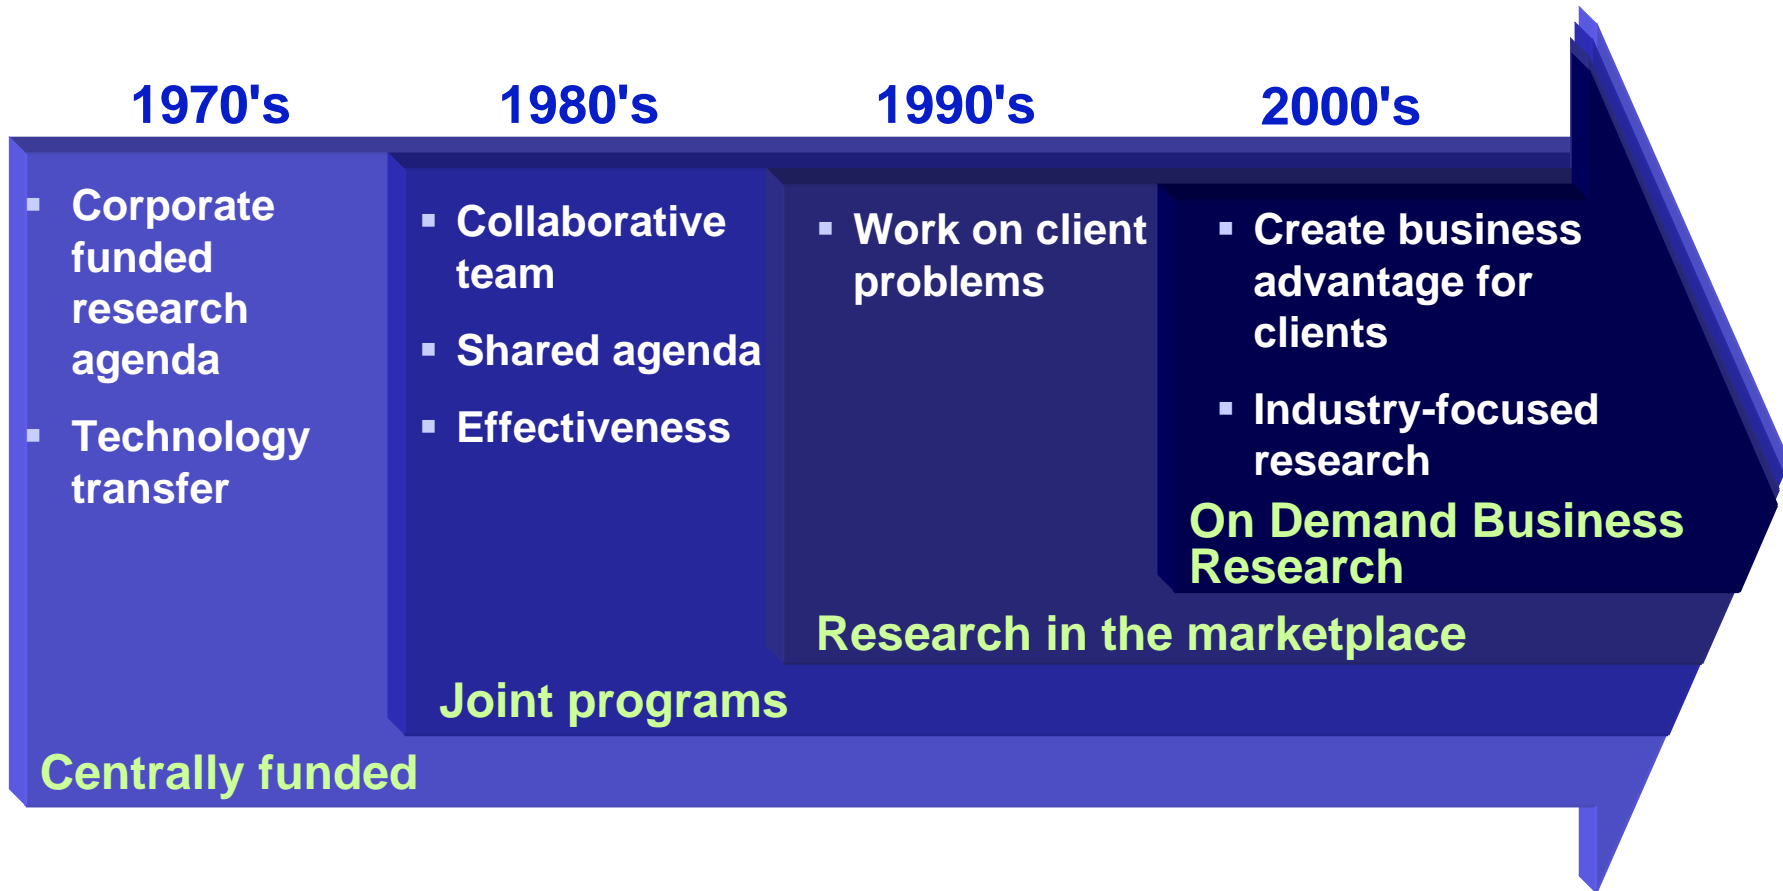 1970's
1980's
1990's
2000's
▪ Corporate
funded
research
agenda
▪ Technology
transfer
Centrally funded
▪ Collaborative
team
▪ Shared agenda
▪ Effectiveness
Joint programs
▪ Work on client
problems
Research in the marketplace
▪ Create business
advantage for
clients
▪ Industry-focused
research
On Demand Business
Research